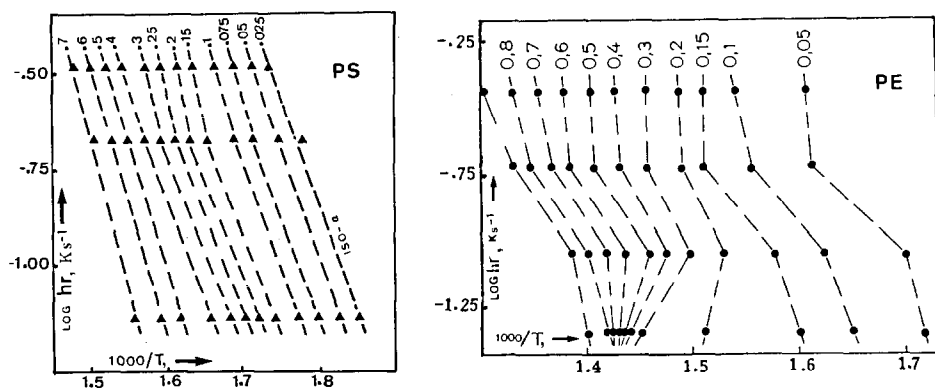 .7 .6 .5 .4 .3 .25 .2 .15 .1 .075 .05 .025
PS
-.50
-.75
-1.00
LOG hr, Ks⁻¹
ISO-α
1000/T,
1.5 1.6 1.7 1.8
-.25
0,8 0,7 0,6 0,5 0,4 0,3 0,2 0,15 0,1 0,05
PE
-.75
-1.25
LOG hr, Ks⁻¹
1000/T,
1.4 1.5 1.6 1.7